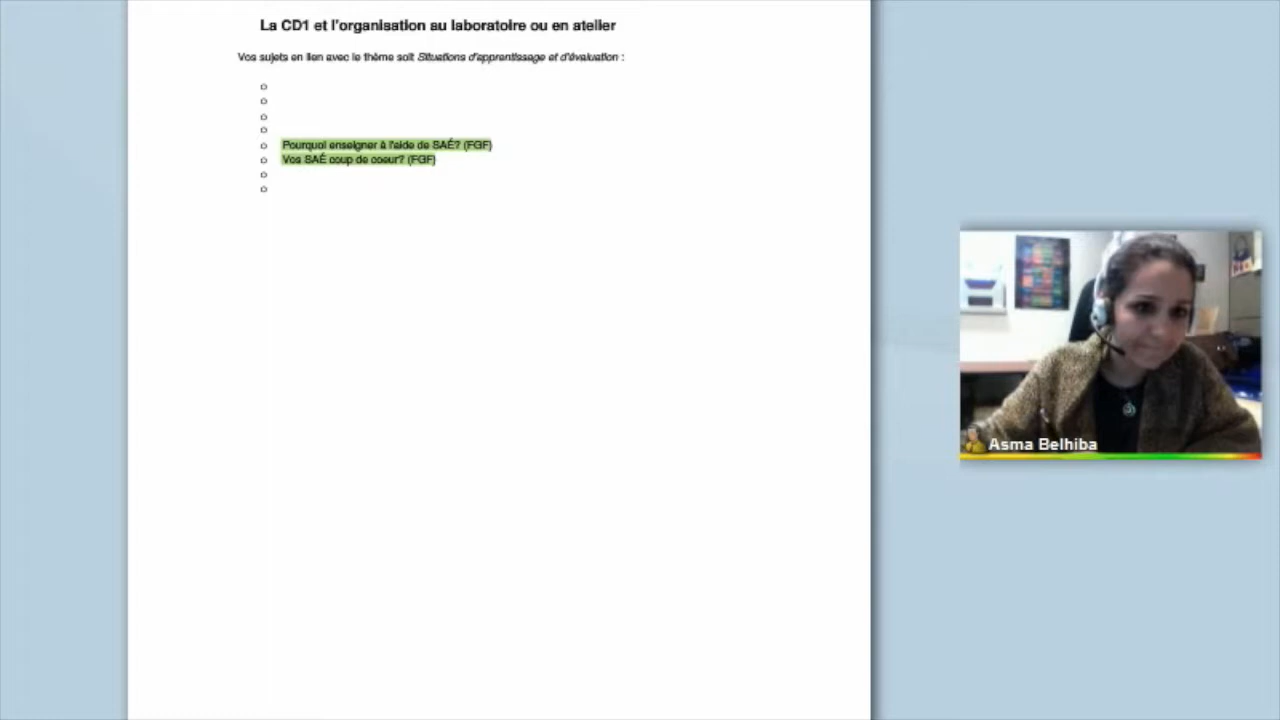 La CD1 et l'organisation au laboratoire ou en atelier
Vos sujets en lien avec le thème soit Situations d'apprentissage et d'évaluation :
Pourquoi enseigner à l'aide de SAÉ? (FGF)
Vos SAÉ coup de coeur? (FGF)
Asma Belhiba